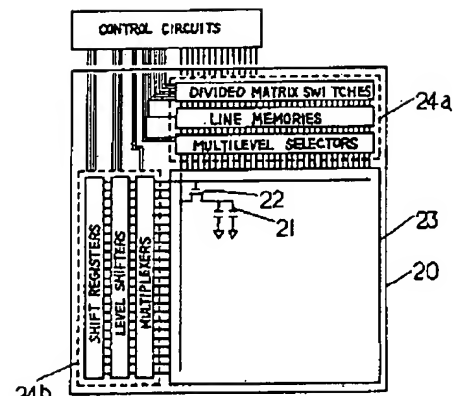 CONTROL CIRCUITS
DIVIDED MATRIX SWITCHES
LINE MEMORIES
MULTILEVEL SELECTORS
24a
22
21
23
20
SHIFT REGISTERS
LEVEL SHIFTERS
MULTIPLEXERS
24b